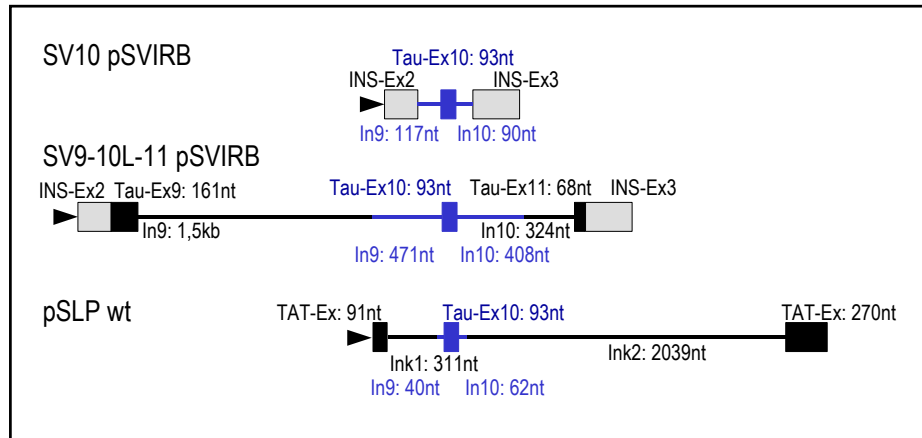 SV10 pSVIRB
Tau-Ex10: 93nt
INS-Ex2 INS-Ex3
In9: 117nt In10: 90nt
SV9-10L-11 pSVIRB
INS-Ex2 Tau-Ex9: 161nt Tau-Ex10: 93nt Tau-Ex11: 68nt INS-Ex3
In9: 1,5kb In10: 324nt
In9: 471nt In10: 408nt
pSLP wt
TAT-Ex: 91nt Tau-Ex10: 93nt TAT-Ex: 270nt
Ink1: 311nt Ink2: 2039nt
In9: 40nt In10: 62nt